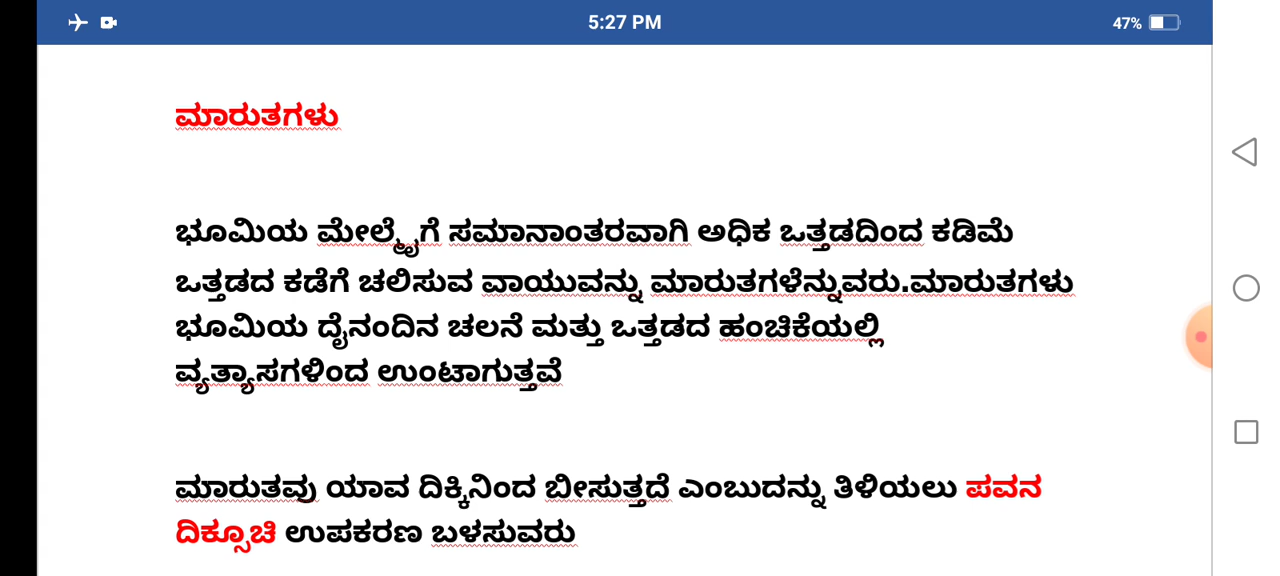 5:27 PM
47%
ಮಾರುತಗಳು
ಭೂಮಿಯ ಮೇಲ್ಮೈಗೆ ಸಮಾನಾಂತರವಾಗಿ ಅಧಿಕ ಒತ್ತಡದಿಂದ ಕಡಿಮೆ
ಒತ್ತಡದ ಕಡೆಗೆ ಚಲಿಸುವ ವಾಯುವನ್ನು ಮಾರುತಗಳೆನ್ನುವರು.ಮಾರುತಗಳು
ಭೂಮಿಯ ದೈನಂದಿನ ಚಲನೆ ಮತ್ತು ಒತ್ತಡದ ಹಂಚಿಕೆಯಲ್ಲಿ
ವ್ಯತ್ಯಾಸಗಳಿಂದ ಉಂಟಾಗುತ್ತವೆ
ಮಾರುತವು ಯಾವ ದಿಕ್ಕಿನಿಂದ ಬೀಸುತ್ತದೆ ಎಂಬುದನ್ನು ತಿಳಿಯಲು ಪವನ
ದಿಕ್ಸೂಚಿ ಉಪಕರಣ ಬಳಸುವರು